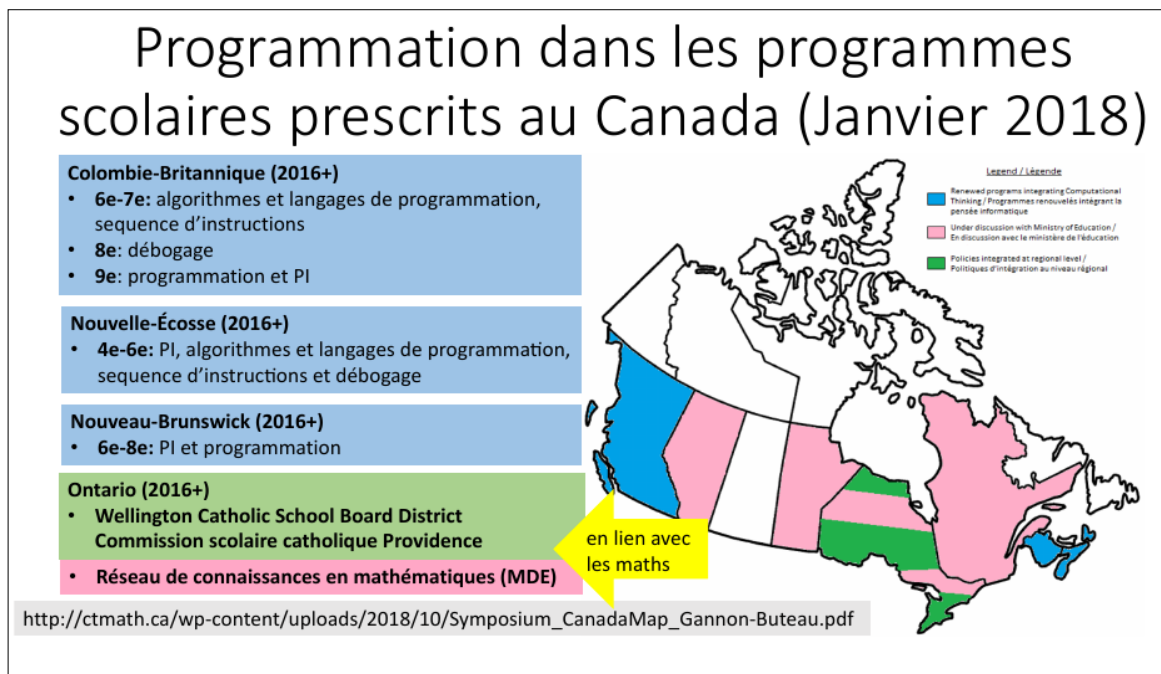 Programmation dans les programmes
scolaires prescrits au Canada (Janvier 2018)
Colombie-Britannique (2016+)
• 6e-7e: algorithmes et langages de programmation,
sequence d'instructions
• 8e: débogage
• 9e: programmation et PI
Nouvelle-Écosse (2016+)
• 4e-6e: PI, algorithmes et langages de programmation,
sequence d'instructions et débogage
Nouveau-Brunswick (2016+)
• 6e-8e: PI et programmation
Ontario (2016+)
• Wellington Catholic School Board District
Commission scolaire catholique Providence
• Réseau de connaissances en mathématiques (MDE)
en lien avec
les maths
http://ctmath.ca/wp-content/uploads/2018/10/Symposium_CanadaMap_Gannon-Buteau.pdf
Legend / Légende
Renewed programs integrating Computational
Thinking / Programmes renouvelés intégrant la
pensée informatique
Under discussion with Ministry of Education /
En discussion avec le ministère de l'éducation
Policies integrated at regional level /
Politiques d'intégration au niveau régional